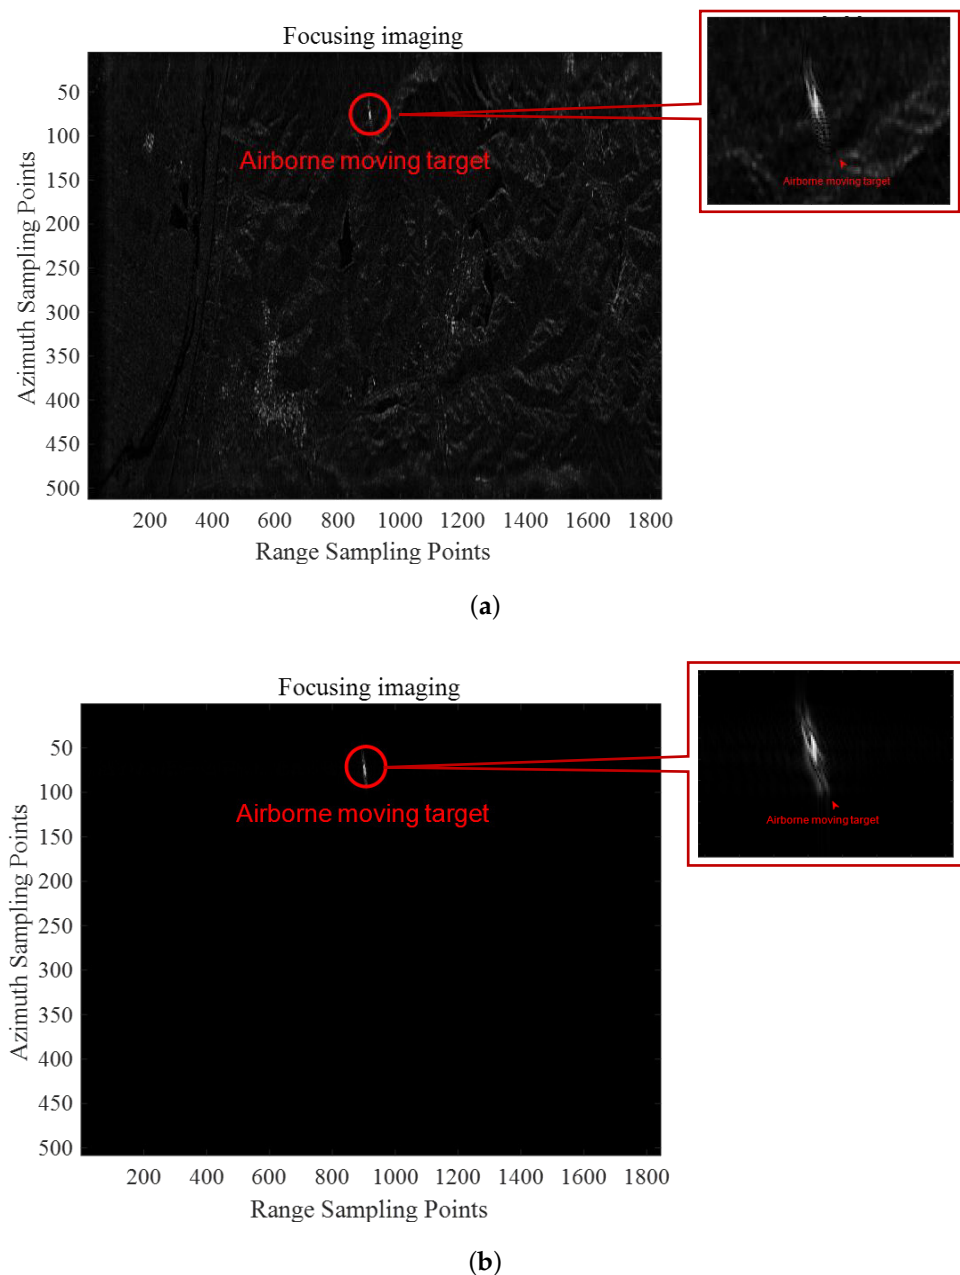 Focusing imaging
50
100
150
200
250
300
350
400
450
500
Azimuth Sampling Points
Airborne moving target
Airborne moving target
200 400 600 800 1000 1200 1400 1600 1800
Range Sampling Points
(a)
Focusing imaging
50
100
150
200
250
300
350
400
450
500
Azimuth Sampling Points
Airborne moving target
Airborne moving target
200 400 600 800 1000 1200 1400 1600 1800
Range Sampling Points
(b)